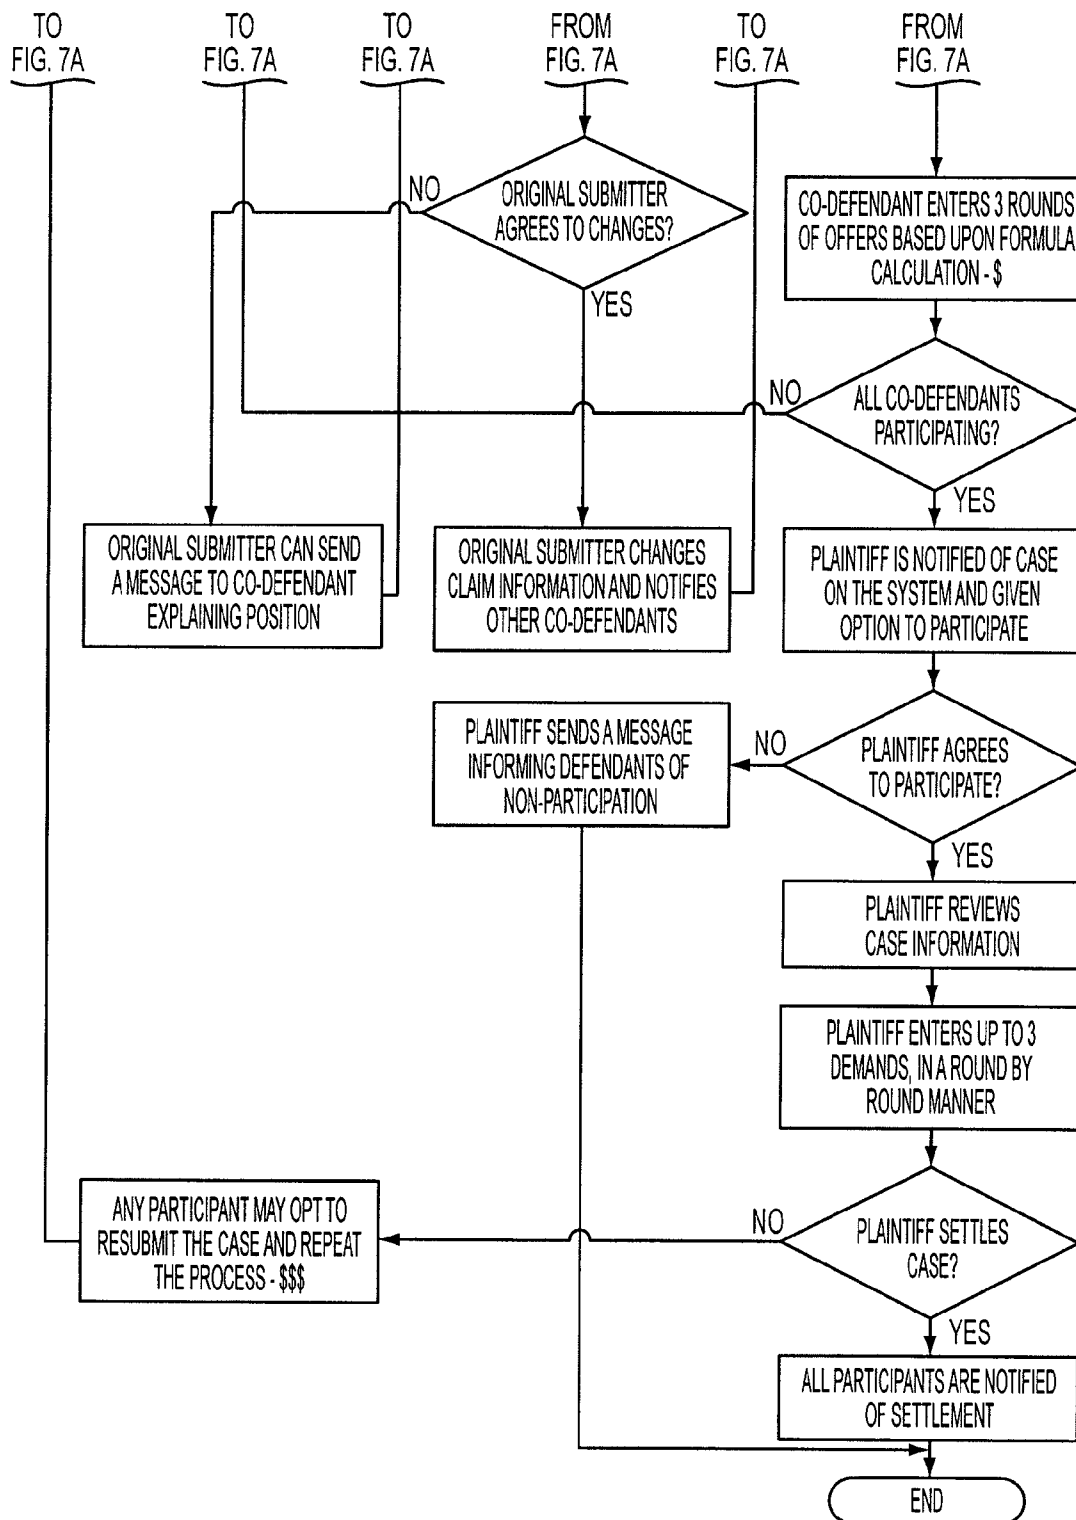 TO
FIG. 7A
TO
FIG. 7A
TO
FIG. 7A
FROM
FIG. 7A
TO
FIG. 7A
FROM
FIG. 7A
NO
ORIGINAL SUBMITTER
AGREES TO CHANGES?
YES
CO-DEFENDANT ENTERS 3 ROUNDS
OF OFFERS BASED UPON FORMULA
CALCULATION - $
NO
ALL CO-DEFENDANTS
PARTICIPATING?
YES
ORIGINAL SUBMITTER CAN SEND
A MESSAGE TO CO-DEFENDANT
EXPLAINING POSITION
ORIGINAL SUBMITTER CHANGES
CLAIM INFORMATION AND NOTIFIES
OTHER CO-DEFENDANTS
PLAINTIFF IS NOTIFIED OF CASE
ON THE SYSTEM AND GIVEN
OPTION TO PARTICIPATE
PLAINTIFF SENDS A MESSAGE
INFORMING DEFENDANTS OF
NON-PARTICIPATION
NO
PLAINTIFF AGREES
TO PARTICIPATE?
YES
PLAINTIFF REVIEWS
CASE INFORMATION
PLAINTIFF ENTERS UP TO 3
DEMANDS, IN A ROUND BY
ROUND MANNER
ANY PARTICIPANT MAY OPT TO
RESUBMIT THE CASE AND REPEAT
THE PROCESS - $$$
NO
PLAINTIFF SETTLES
CASE?
YES
ALL PARTICIPANTS ARE NOTIFIED
OF SETTLEMENT
END